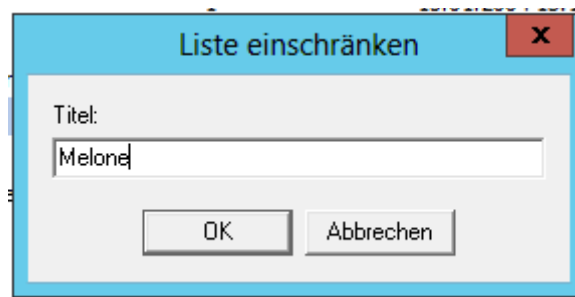 Liste einschränken
x
Titel:
Melone
OK
Abbrechen